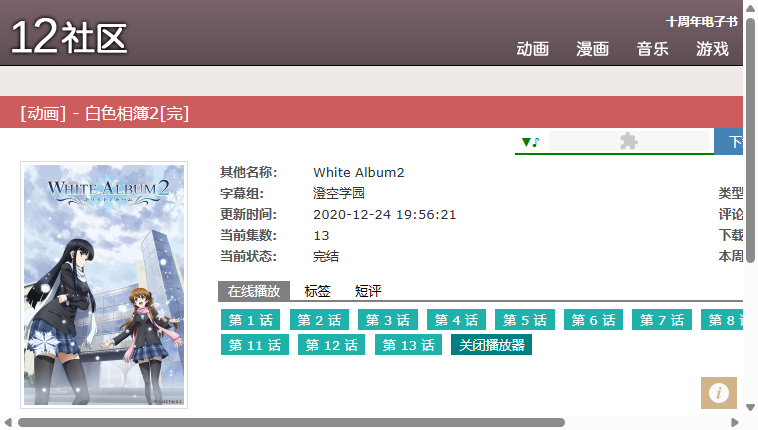 12社区
十周年电子书
动画 漫画 音乐 游戏
[动画] - 白色相簿2[完]
▼♪
WHITE ALBUM 2
其他名称: White Album2
字幕组: 澄空学园 类型
更新时间: 2020-12-24 19:56:21 评论
当前集数: 13 下载
当前状态: 完结 本周
在线播放 标签 短评
第 1 话 第 2 话 第 3 话 第 4 话 第 5 话 第 6 话 第 7 话 第 8
第 11 话 第 12 话 第 13 话 关闭播放器